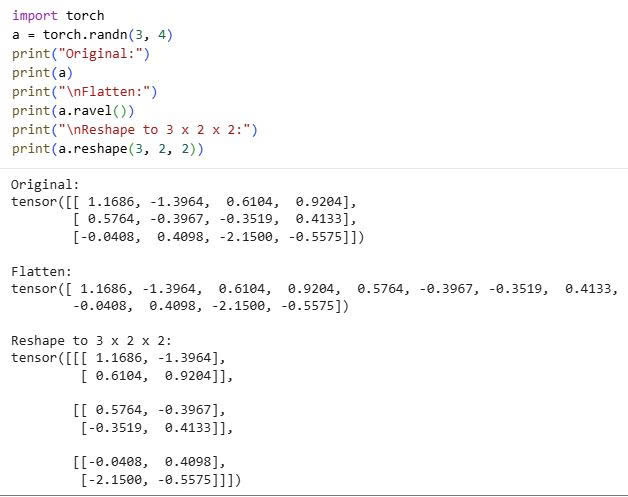 import torch
a = torch.randn(3, 4)
print("Original:")
print(a)
print("\nFlatten:")
print(a.ravel())
print("\nReshape to 3 x 2 x 2:")
print(a.reshape(3, 2, 2))
Original:
tensor([[ 1.1686, -1.3964,  0.6104,  0.9204],
        [ 0.5764, -0.3967, -0.3519,  0.4133],
        [-0.0408,  0.4098, -2.1500, -0.5575]])
Flatten:
tensor([ 1.1686, -1.3964,  0.6104,  0.9204,  0.5764, -0.3967, -0.3519,  0.4133,
        -0.0408,  0.4098, -2.1500, -0.5575])
Reshape to 3 x 2 x 2:
tensor([[[ 1.1686, -1.3964],
         [ 0.6104,  0.9204]],
        [[ 0.5764, -0.3967],
         [-0.3519,  0.4133]],
        [[-0.0408,  0.4098],
         [-2.1500, -0.5575]]])